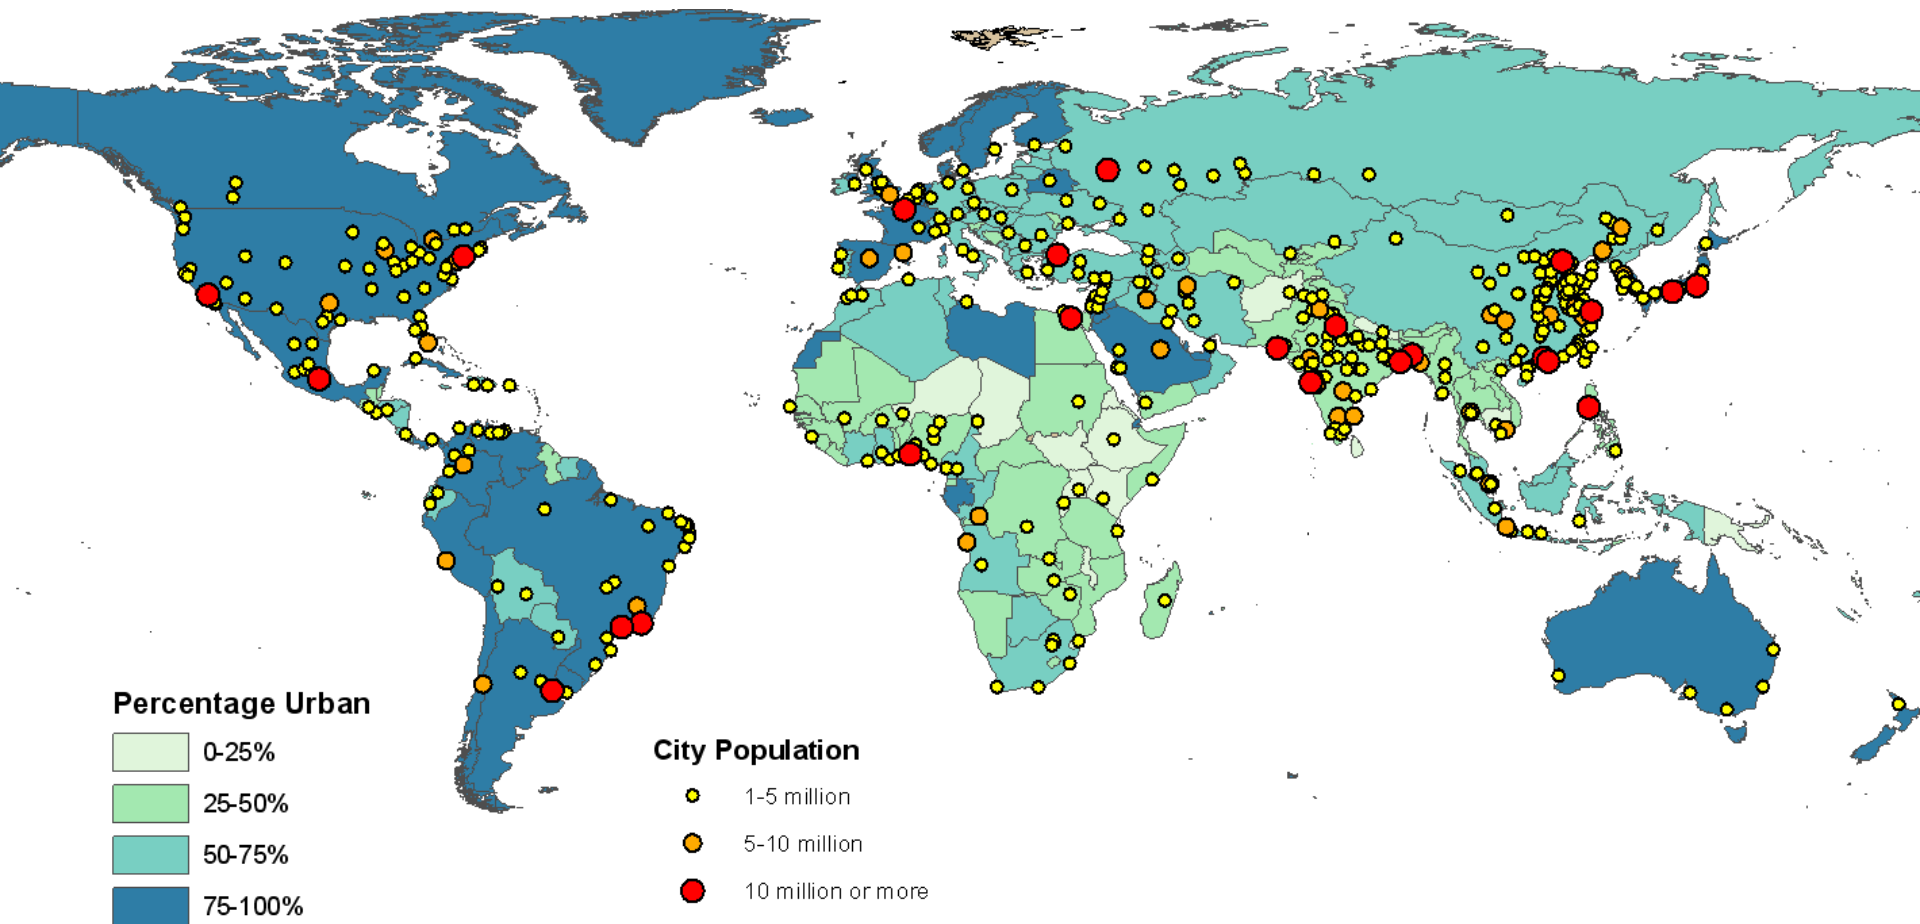 Percentage Urban
0-25%
25-50%
50-75%
75-100%
City Population
1-5 million
5-10 million
10 million or more